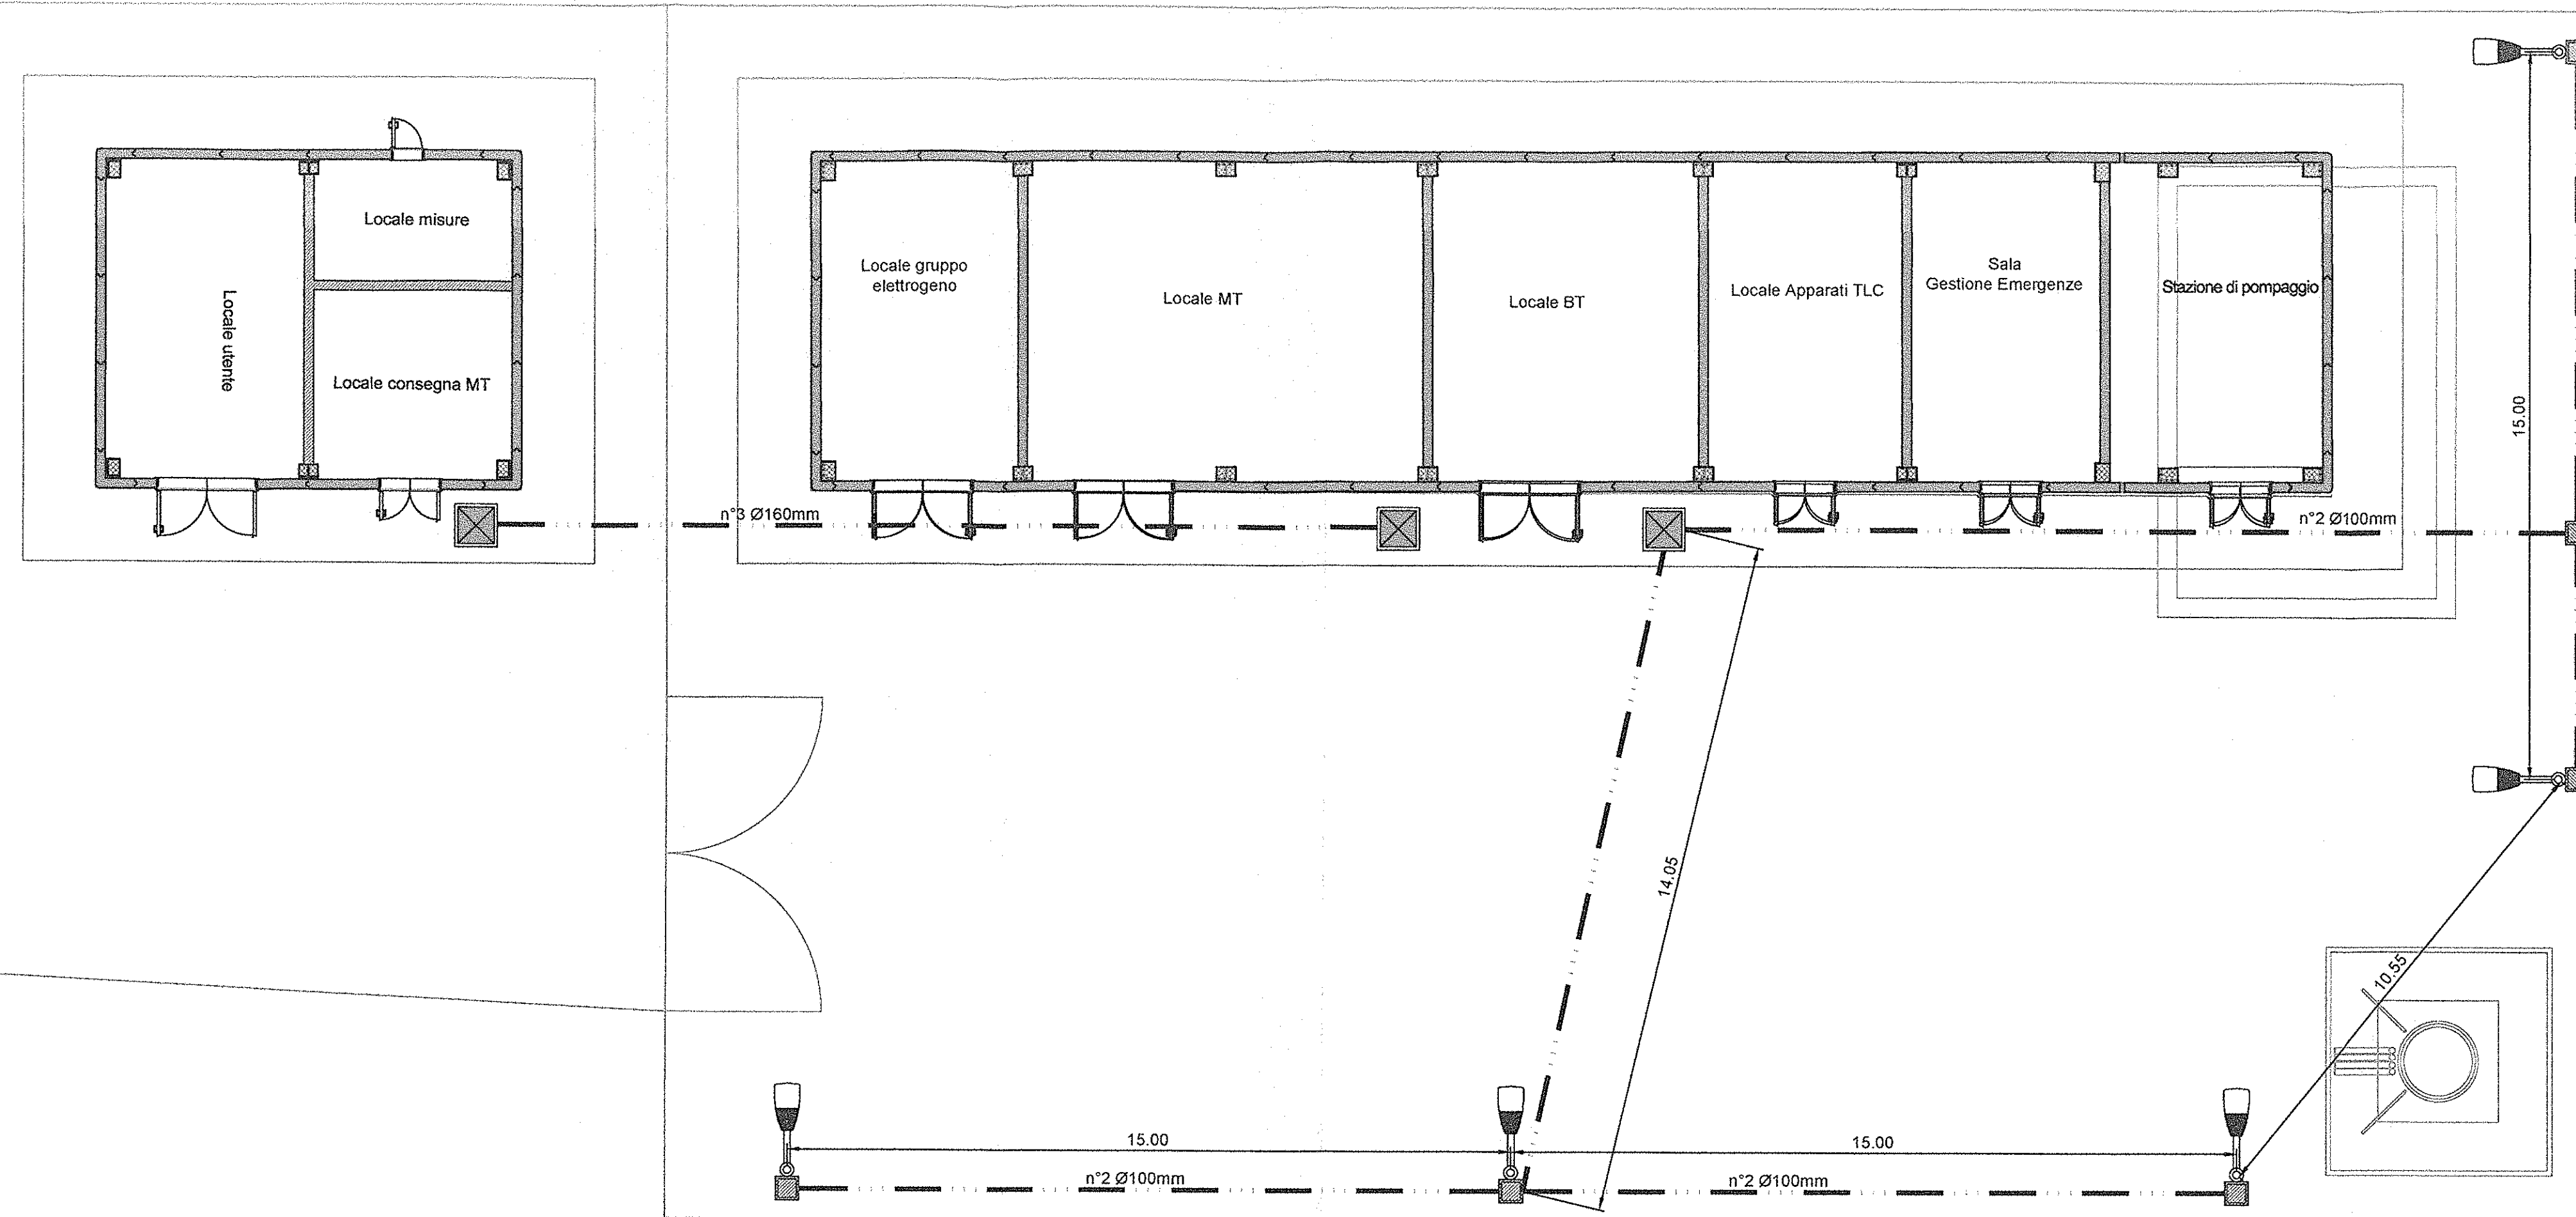 Locale utente
Locale misure
Locale consegna MT
Locale gruppo
elettrogeno
Locale MT
Locale BT
Locale Apparati TLC
Sala
Gestione Emergenze
Stazione di pompaggio
n°3 Ø160mm
n°2 Ø100mm
15.00
14.05
10.55
15.00
15.00
n°2 Ø100mm
n°2 Ø100mm